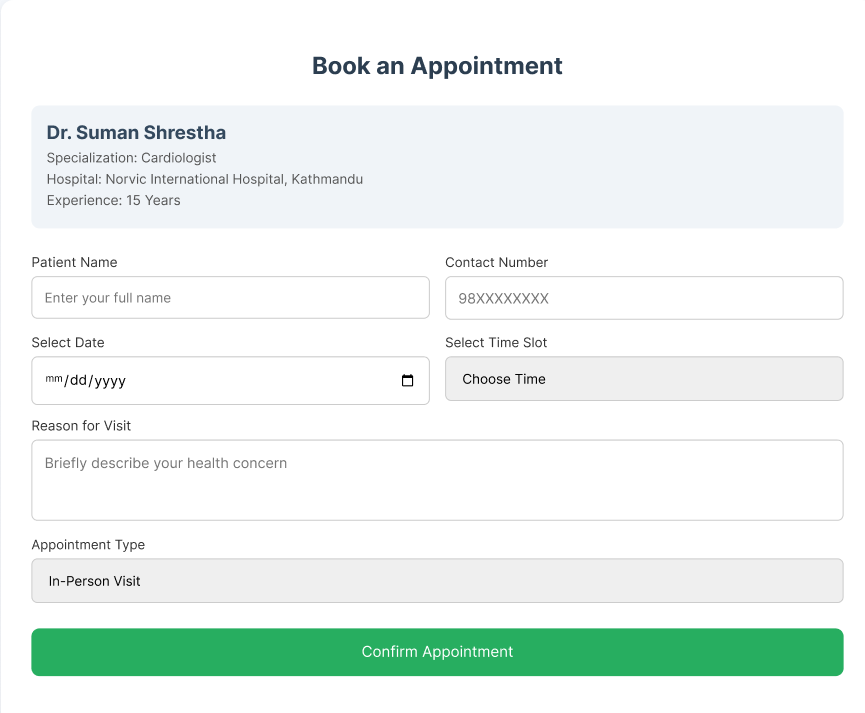 Book an Appointment
Dr. Suman Shrestha
Specialization: Cardiologist
Hospital: Norvic International Hospital, Kathmandu
Experience: 15 Years
Patient Name
Contact Number
Enter your full name
98XXXXXXXX
Select Date
Select Time Slot
mm/dd/yyyy
Choose Time
Reason for Visit
Briefly describe your health concern
Appointment Type
In-Person Visit
Confirm Appointment